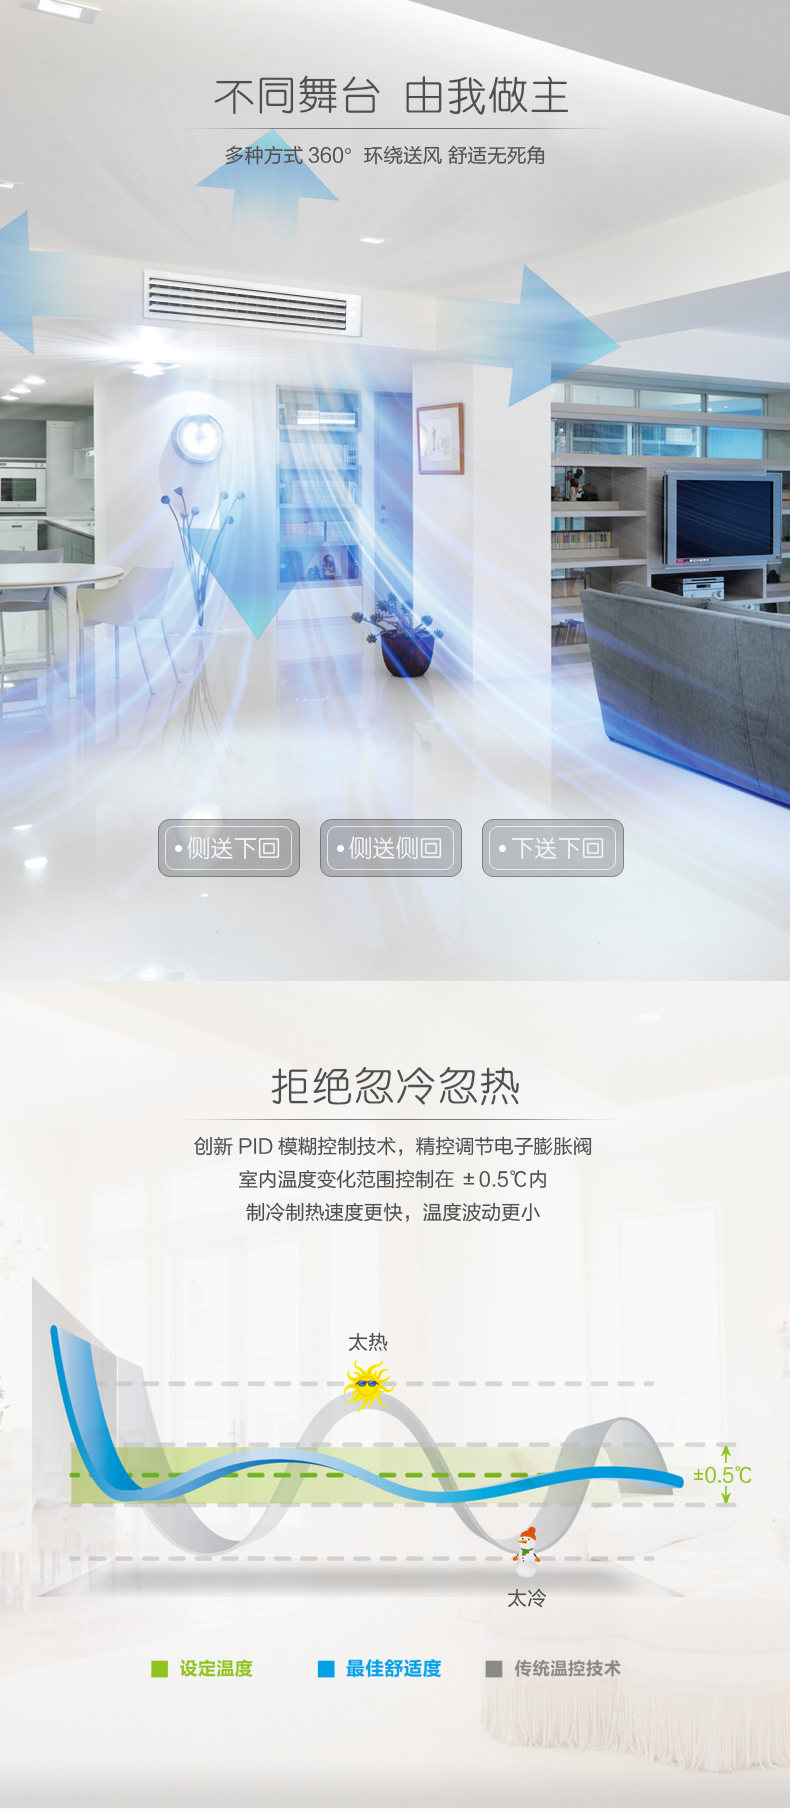 不同舞台 由我做主
多种方式 360° 环绕送风 舒适无死角
•侧送下回 •侧送侧回 •下送下回
拒绝忽冷忽热
创新 PID 模糊控制技术，精控调节电子膨胀阀
室内温度变化范围控制在 ±0.5℃内
制冷制热速度更快，温度波动更小
太热
±0.5℃
太冷
设定温度 最佳舒适度 传统温控技术